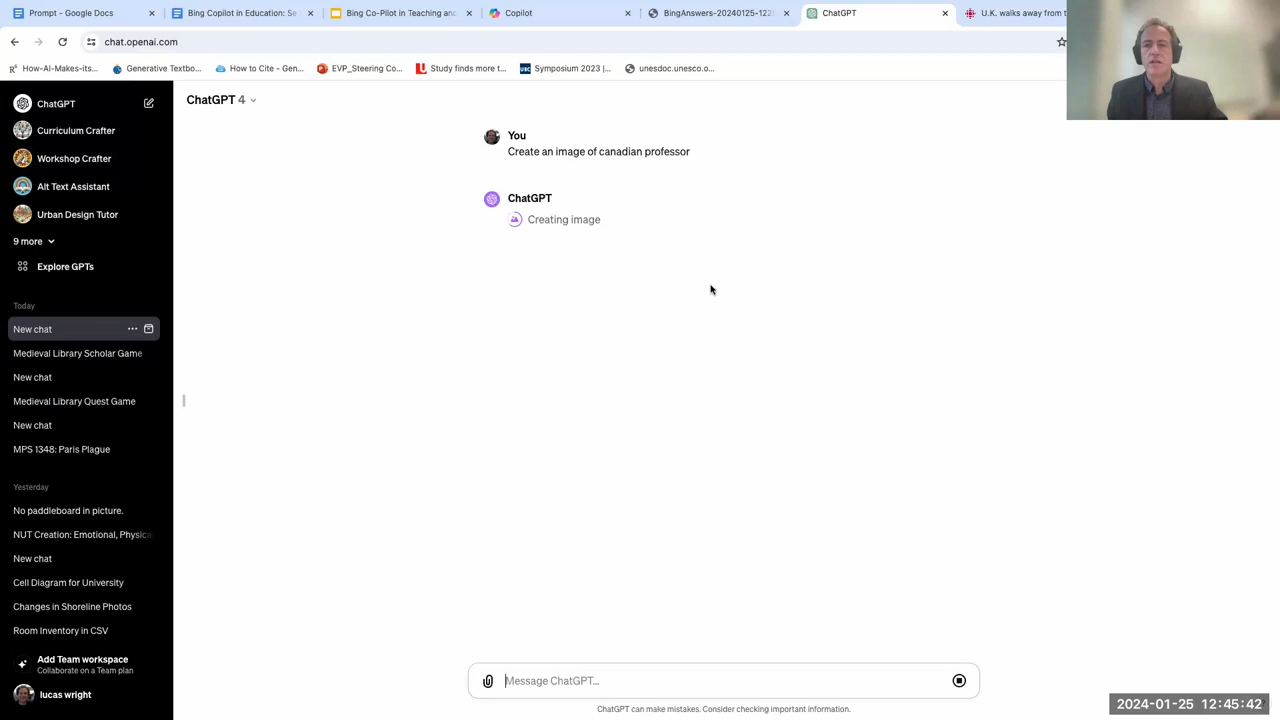 Prompts - Google Docs
Bing Copilot in Education: Se
Bing Co-Pilot in Teaching and
Copilot
BingAnswers-20240125-122
ChatGPT
U.K. walks away from t
chat.openai.com
How-AI-Makes-its...
Generative Textbo...
How to Cite - Gen...
EVP_Steering Co...
Study finds more t...
Symposium 2023 |...
unesdoc.unesco.o...
ChatGPT
Curriculum Crafter
Workshop Crafter
Alt Text Assistant
Urban Design Tutor
9 more
Explore GPTs
Today
New chat
Medieval Library Scholar Game
New chat
Medieval Library Quest Game
New chat
MPS 1348: Paris Plague
Yesterday
No paddleboard in picture.
NUT Creation: Emotional, Physica
New chat
Cell Diagram for University
Changes in Shoreline Photos
Room Inventory in CSV
Add Team workspace
Collaborate on a Team plan
lucas wright
ChatGPT 4
You
Create an image of canadian professor
ChatGPT
Creating image
Message ChatGPT...
ChatGPT can make mistakes. Consider checking important information.
2024-01-25 12:45:42